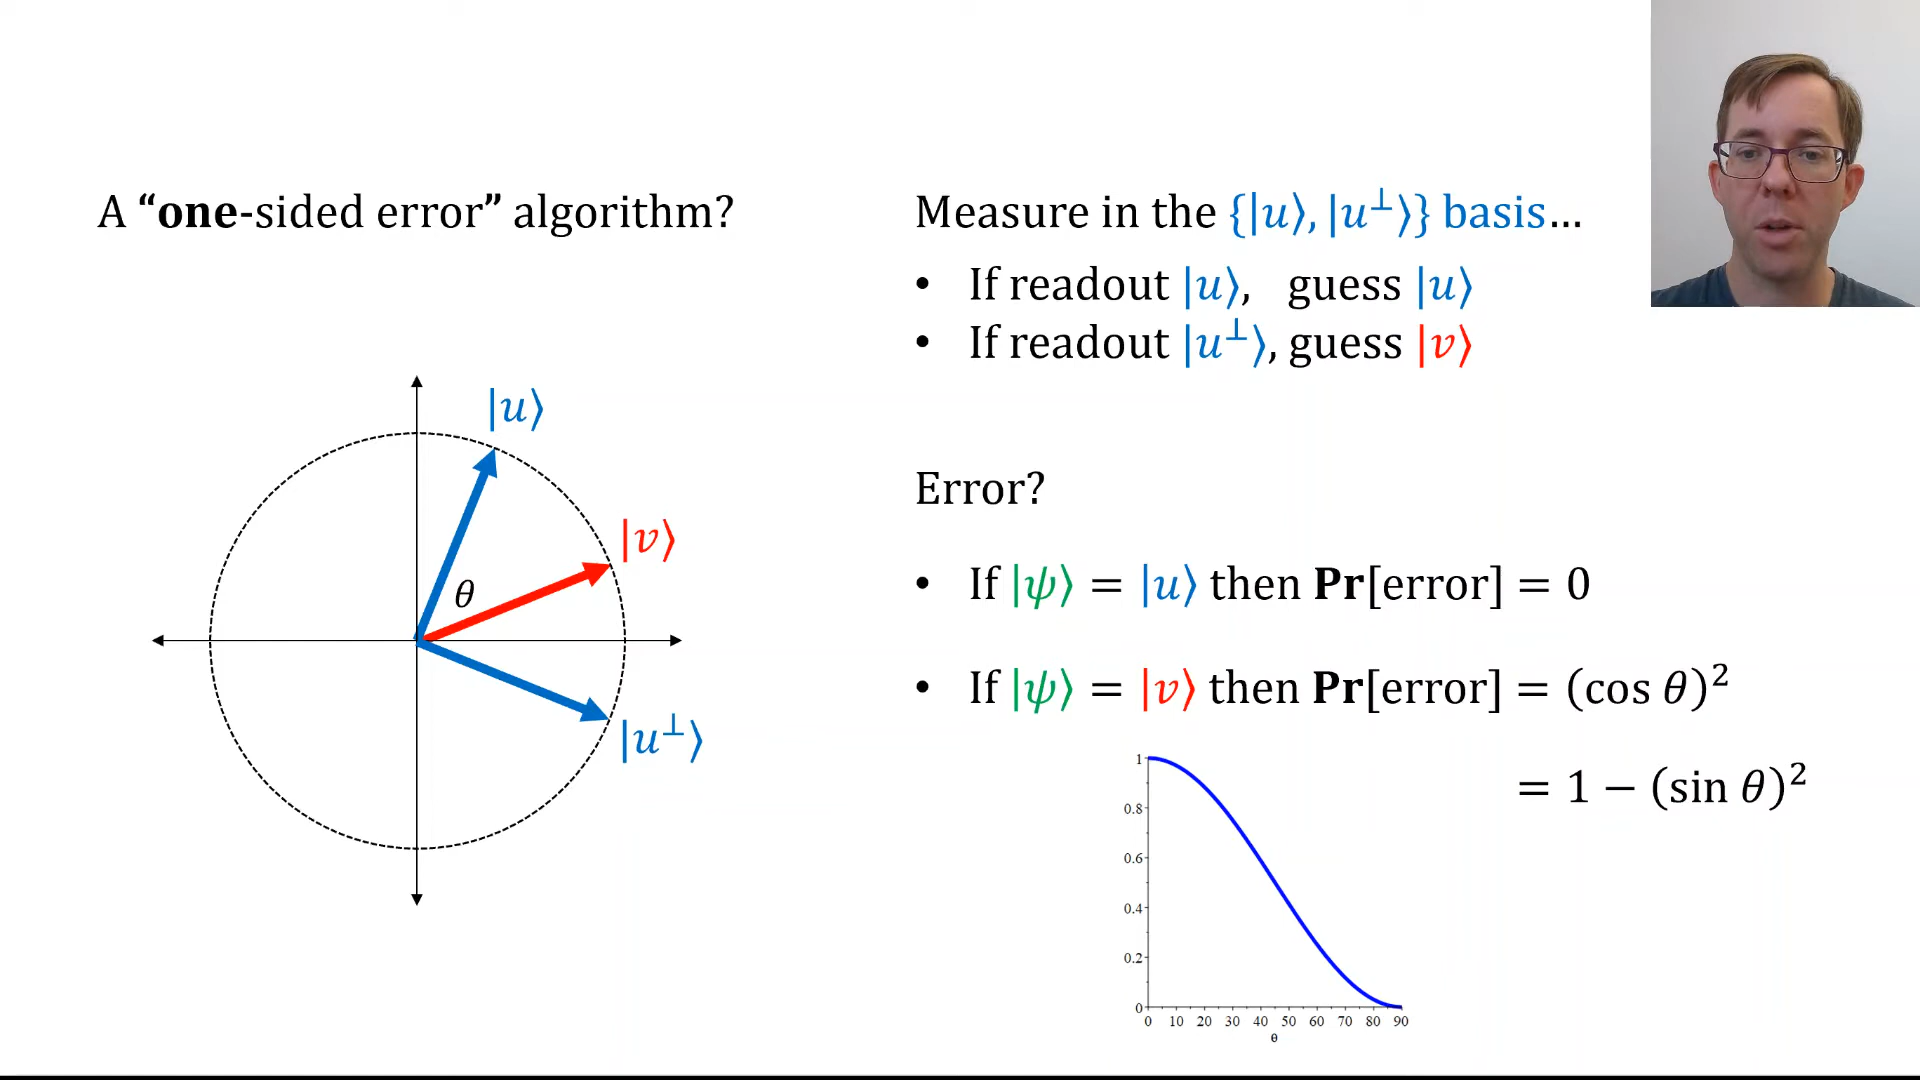 A “one-sided error” algorithm?
|u⟩
|v⟩
θ
|u⊥⟩
Measure in the {|u⟩, |u⊥⟩} basis…
• If readout |u⟩, guess |u⟩
• If readout |u⊥⟩, guess |v⟩
Error?
• If |ψ⟩ = |u⟩ then Pr[error] = 0
• If |ψ⟩ = |v⟩ then Pr[error] = (cos θ)²
= 1 − (sin θ)²
1
0.8
0.6
0.4
0.2
0
0 10 20 30 40 50 60 70 80 90
θ